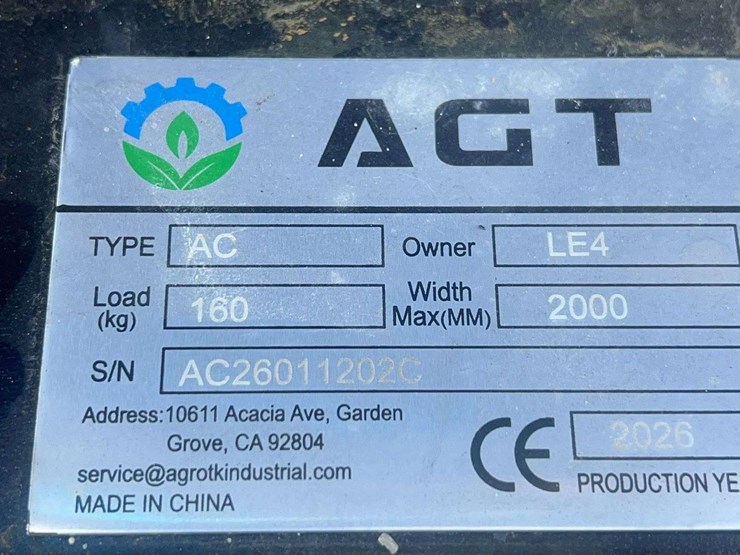 AGT
TYPE AC Owner LE4
Load (kg) 160 Width Max(MM) 2000
S/N AC26011202C
Address:10611 Acacia Ave, Garden
Grove, CA 92804
service@agrotkindustrial.com
MADE IN CHINA
CE 2026
PRODUCTION YE